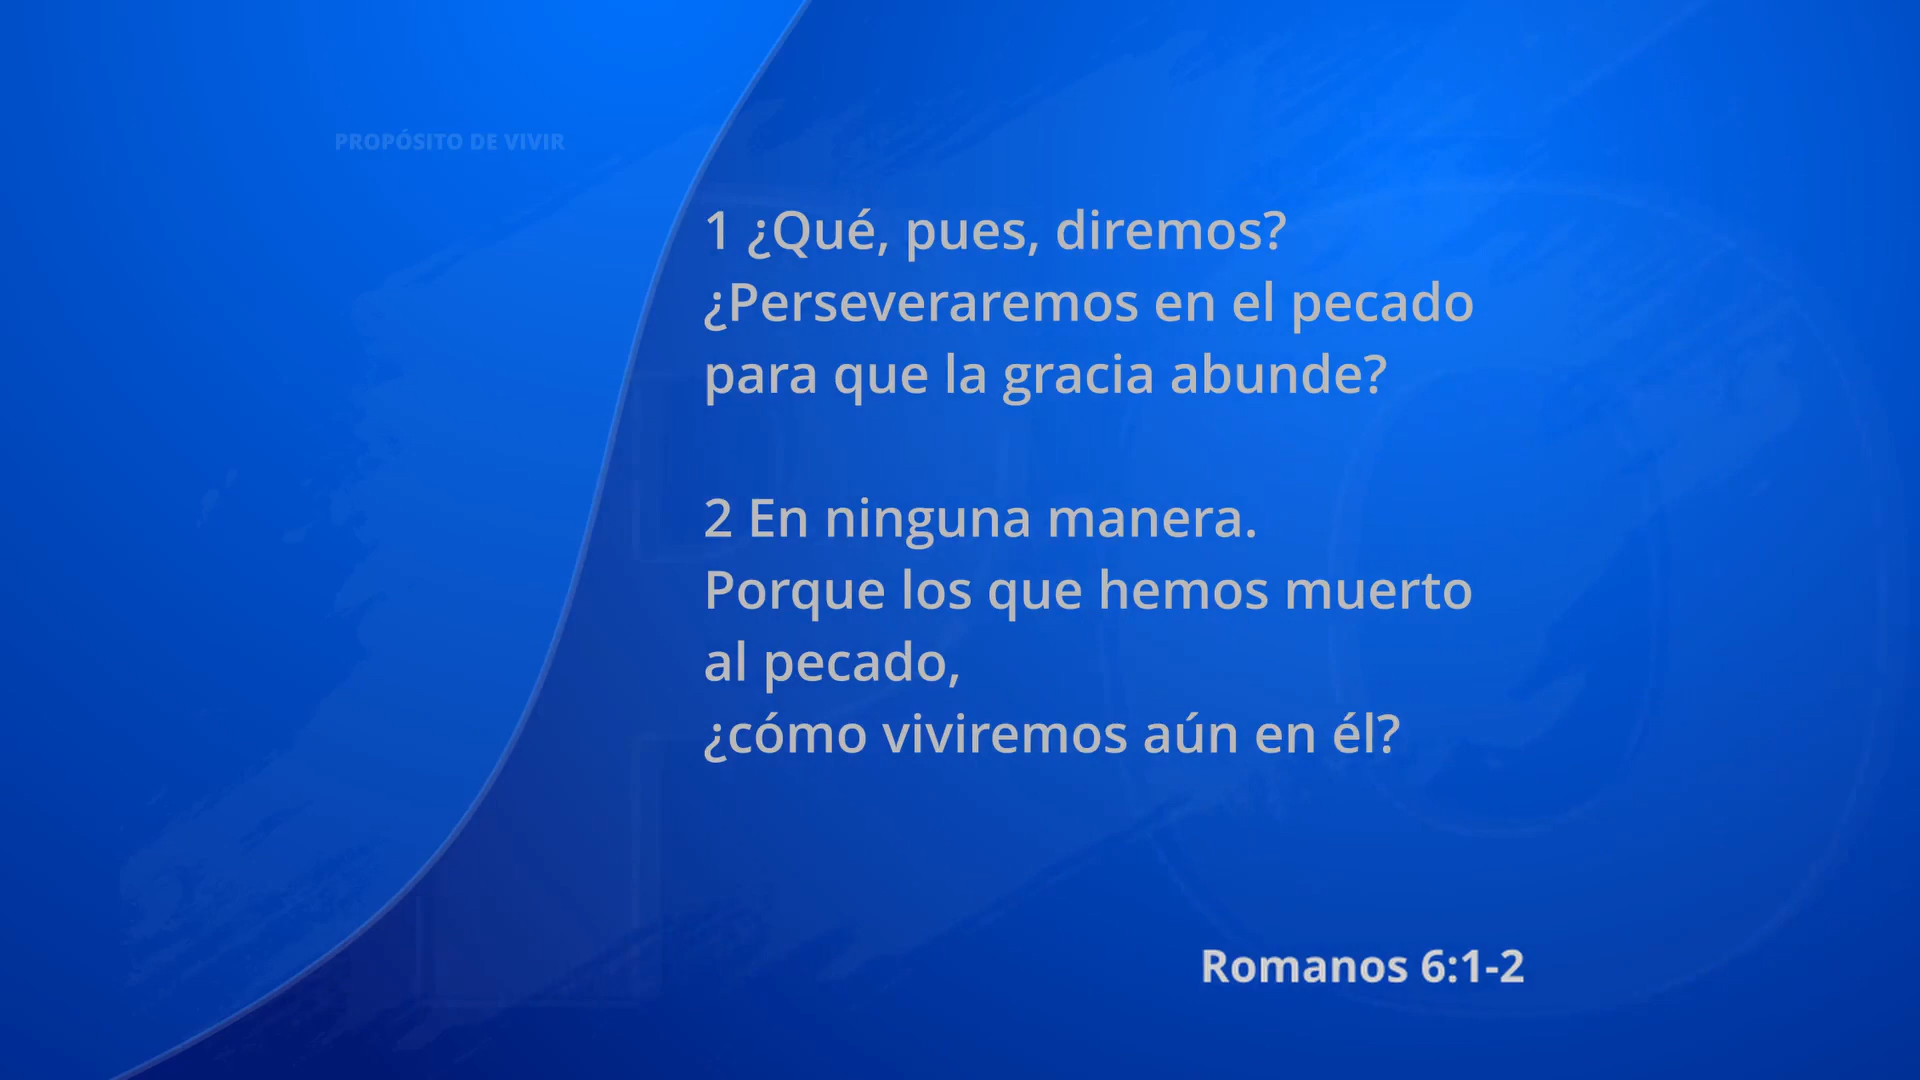 PROPÓSITO DE VIVIR
1 ¿Qué, pues, diremos?
¿Perseveraremos en el pecado
para que la gracia abunde?
2 En ninguna manera.
Porque los que hemos muerto
al pecado,
¿cómo viviremos aún en él?
Romanos 6:1-2